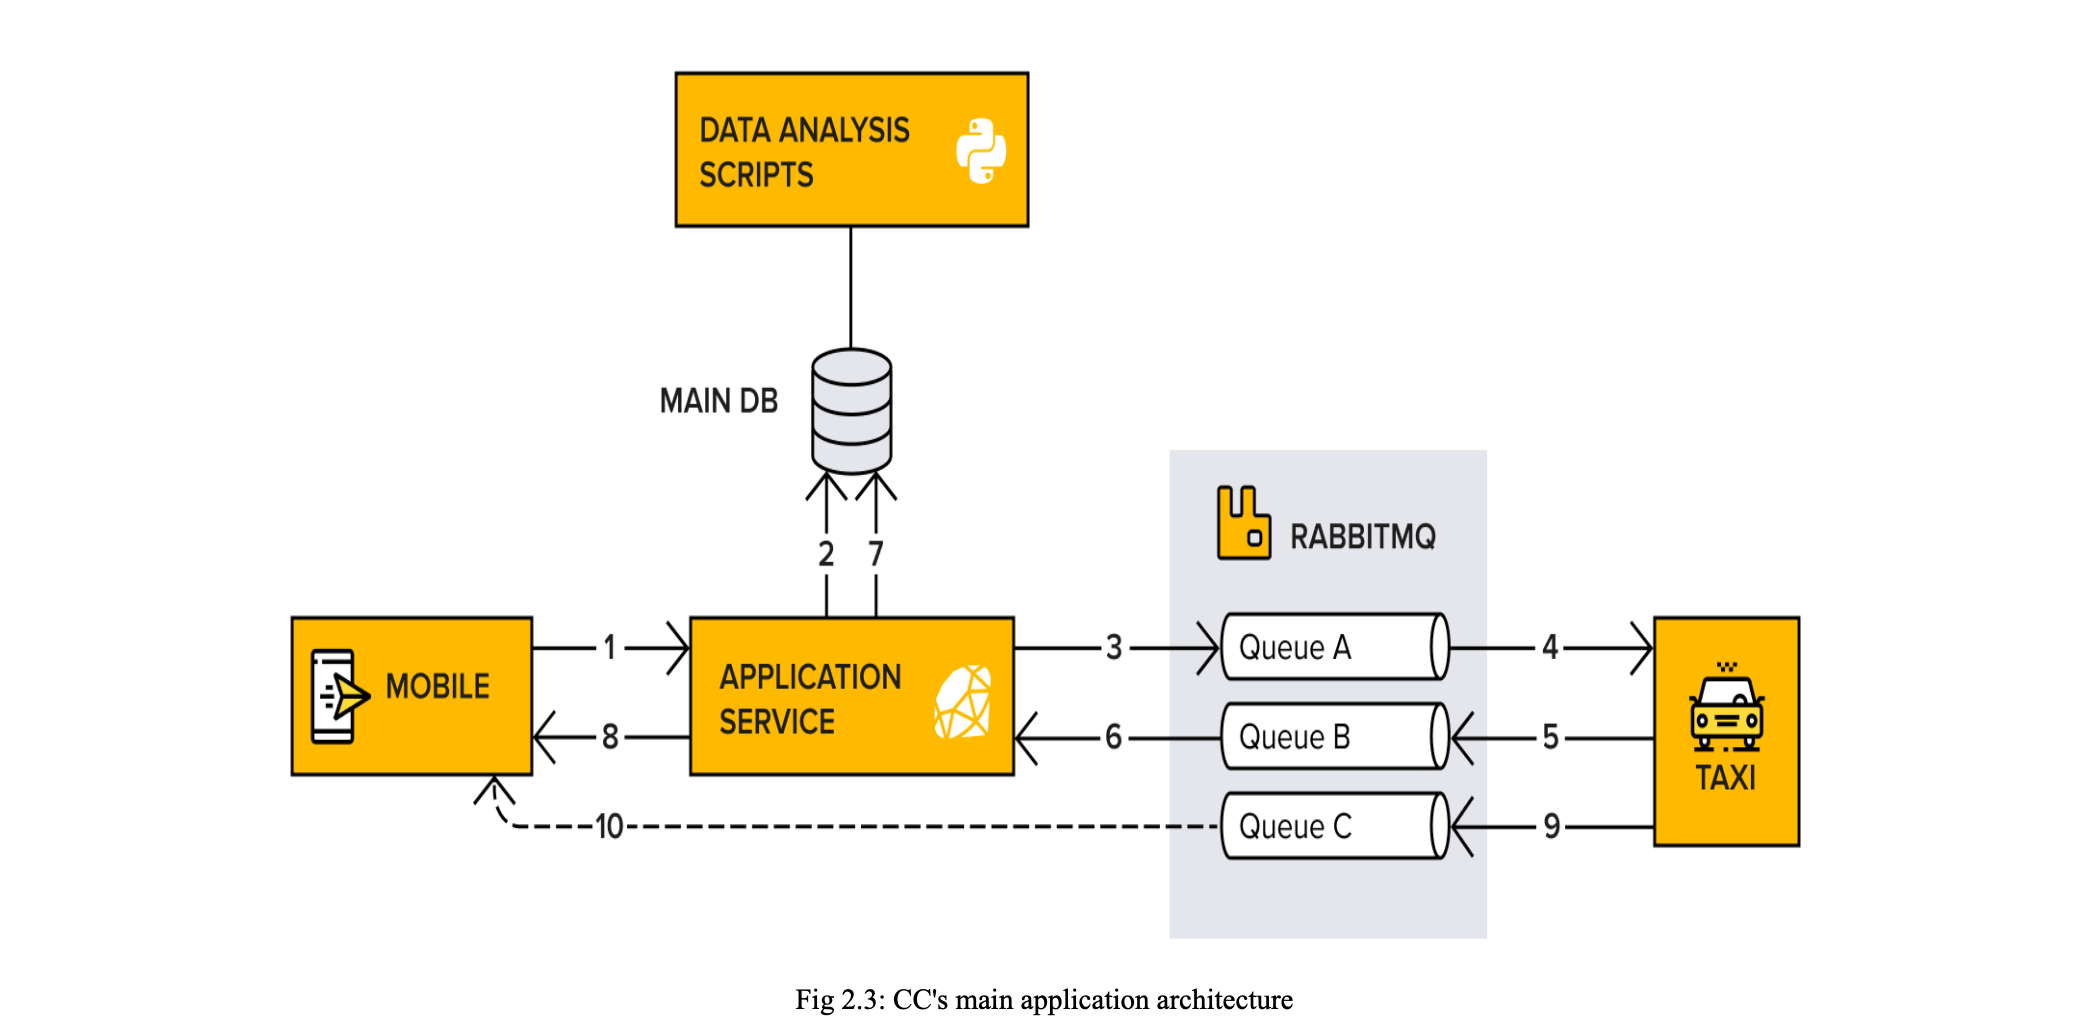 DATA ANALYSIS
SCRIPTS
MAIN DB
2 7
RABBITMQ
MOBILE
1
8
APPLICATION
SERVICE
3
6
Queue A
Queue B
Queue C
4
5
9
TAXI
10
Fig 2.3: CC's main application architecture